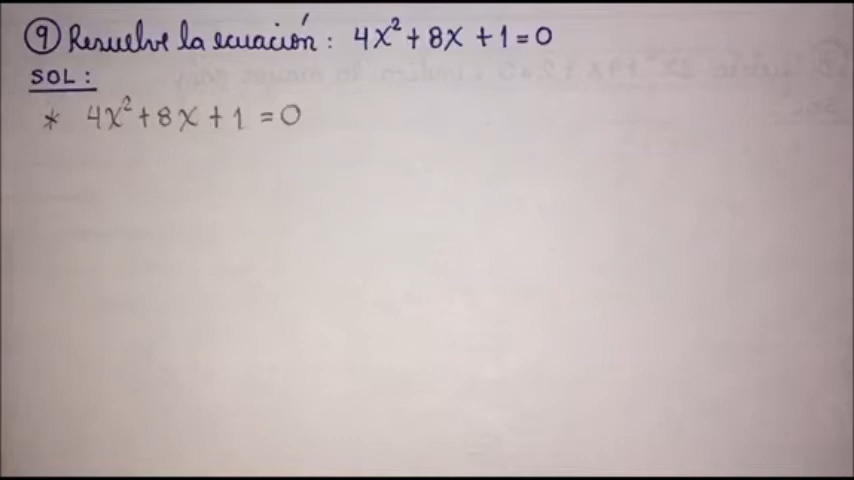 9 Resuelve la ecuación: 4x² + 8x + 1 = 0
SOL:
* 4x² + 8x + 1 = 0